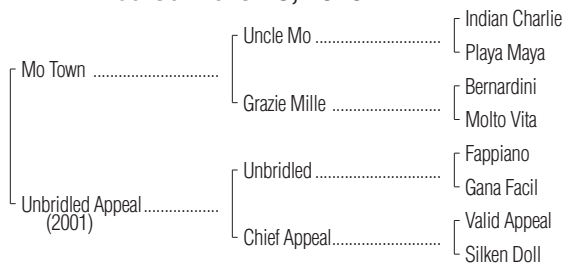 Indian Charlie
Uncle Mo ................................
Playa Maya
Mo Town ................................
Bernardini
Grazie Mille ............................
Molto Vita
Fappiano
Unbridled ...............................
Gana Facil
Unbridled Appeal ...................
(2001)
Valid Appeal
Chief Appeal ............................
Silken Doll